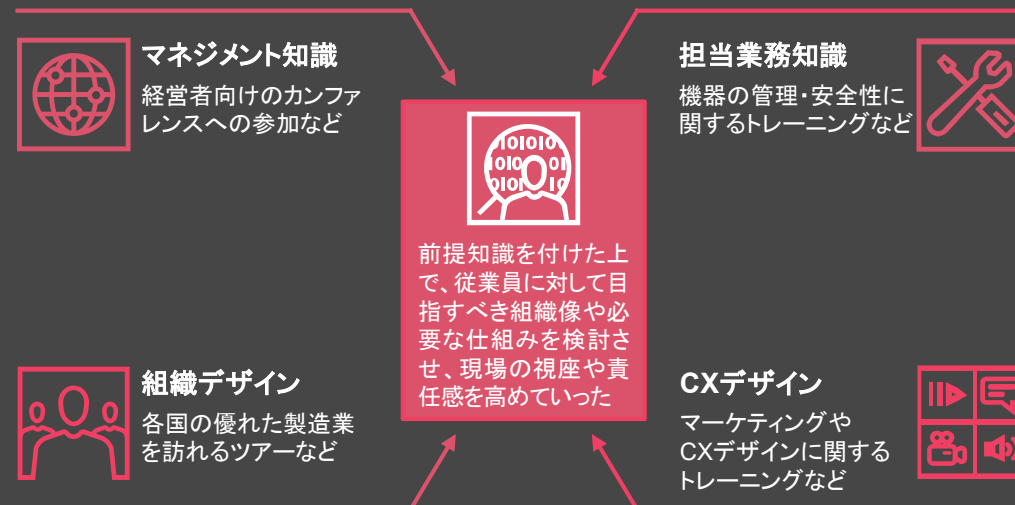 マネジメント知識
経営者向けのカンファ
レンスへの参加など
担当業務知識
機器の管理・安全性に
関するトレーニングなど
前提知識を付けた上
で、従業員に対して目
指すべき組織像や必
要な仕組みを検討さ
せ、現場の視座や責
任感を高めていった
組織デザイン
各国の優れた製造業
を訪れるツアーなど
CXデザイン
マーケティングや
CXデザインに関する
トレーニングなど